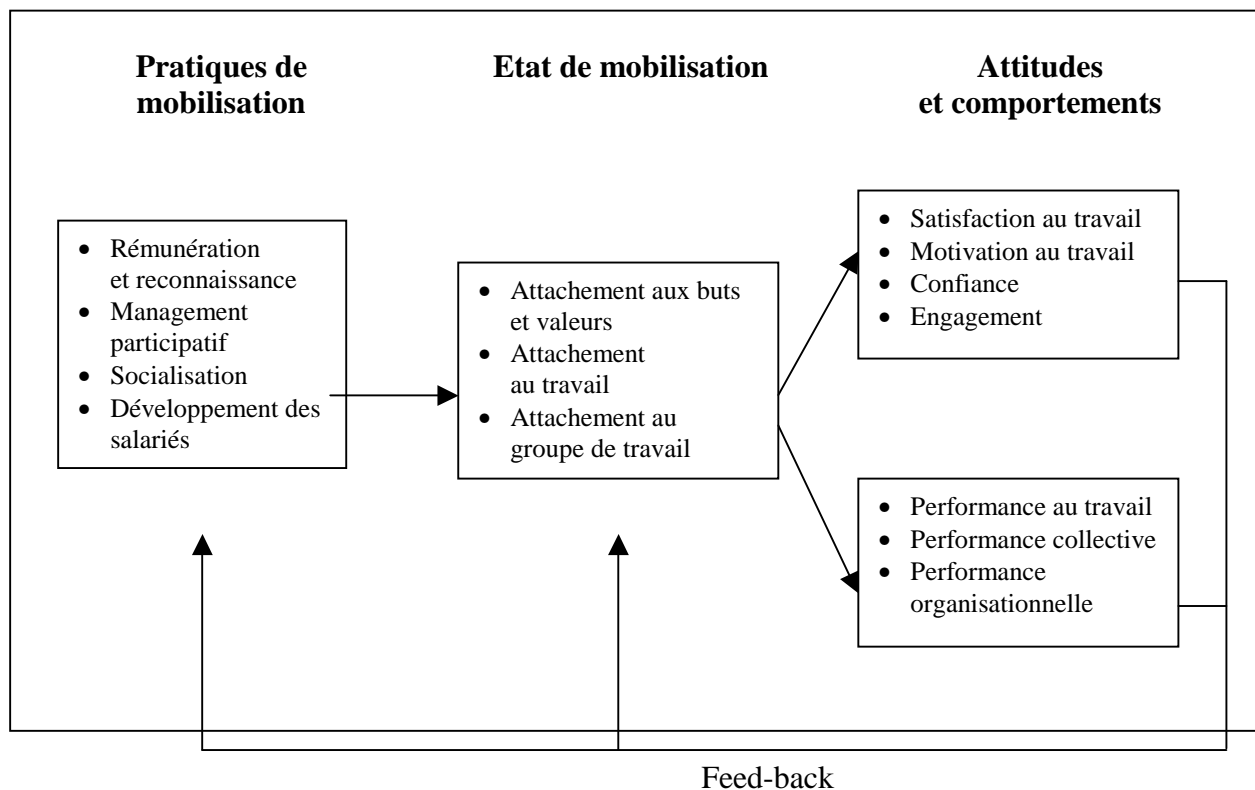 Pratiques de
mobilisation
Etat de mobilisation
Attitudes
et comportements
• Rémunération
et reconnaissance
• Management
participatif
• Socialisation
• Développement des
salariés
• Attachement aux buts
et valeurs
• Attachement
au travail
• Attachement au
groupe de travail
• Satisfaction au travail
• Motivation au travail
• Confiance
• Engagement
• Performance au travail
• Performance collective
• Performance
organisationnelle
Feed-back